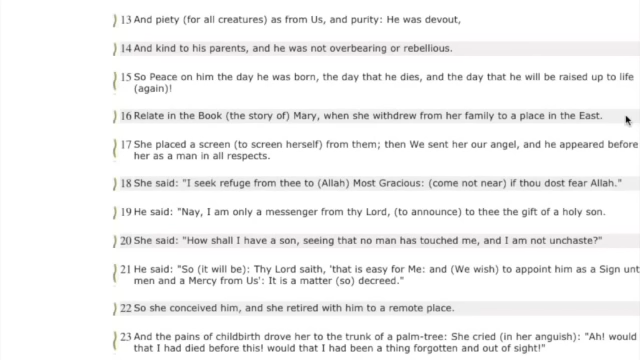 13 And piety (for all creatures) as from Us, and purity: He was devout,
14 And kind to his parents, and he was not overbearing or rebellious.
15 So Peace on him the day he was born, the day that he dies, and the day that he will be raised up to life
(again)!
16 Relate in the Book (the story of) Mary, when she withdrew from her family to a place in the East.
17 She placed a screen (to screen herself) from them; then We sent her our angel, and he appeared before
her as a man in all respects.
18 She said: "I seek refuge from thee to (Allah) Most Gracious: (come not near) if thou dost fear Allah."
19 He said: "Nay, I am only a messenger from thy Lord, (to announce) to thee the gift of a holy son.
20 She said: "How shall I have a son, seeing that no man has touched me, and I am not unchaste?"
21 He said: "So (it will be): Thy Lord saith, 'that is easy for Me: and (We wish) to appoint him as a Sign unt
men and a Mercy from Us': It is a matter (so) decreed."
22 So she conceived him, and she retired with him to a remote place.
23 And the pains of childbirth drove her to the trunk of a palm-tree: She cried (in her anguish): "Ah! would
that I had died before this! would that I had been a thing forgotten and out of sight!"